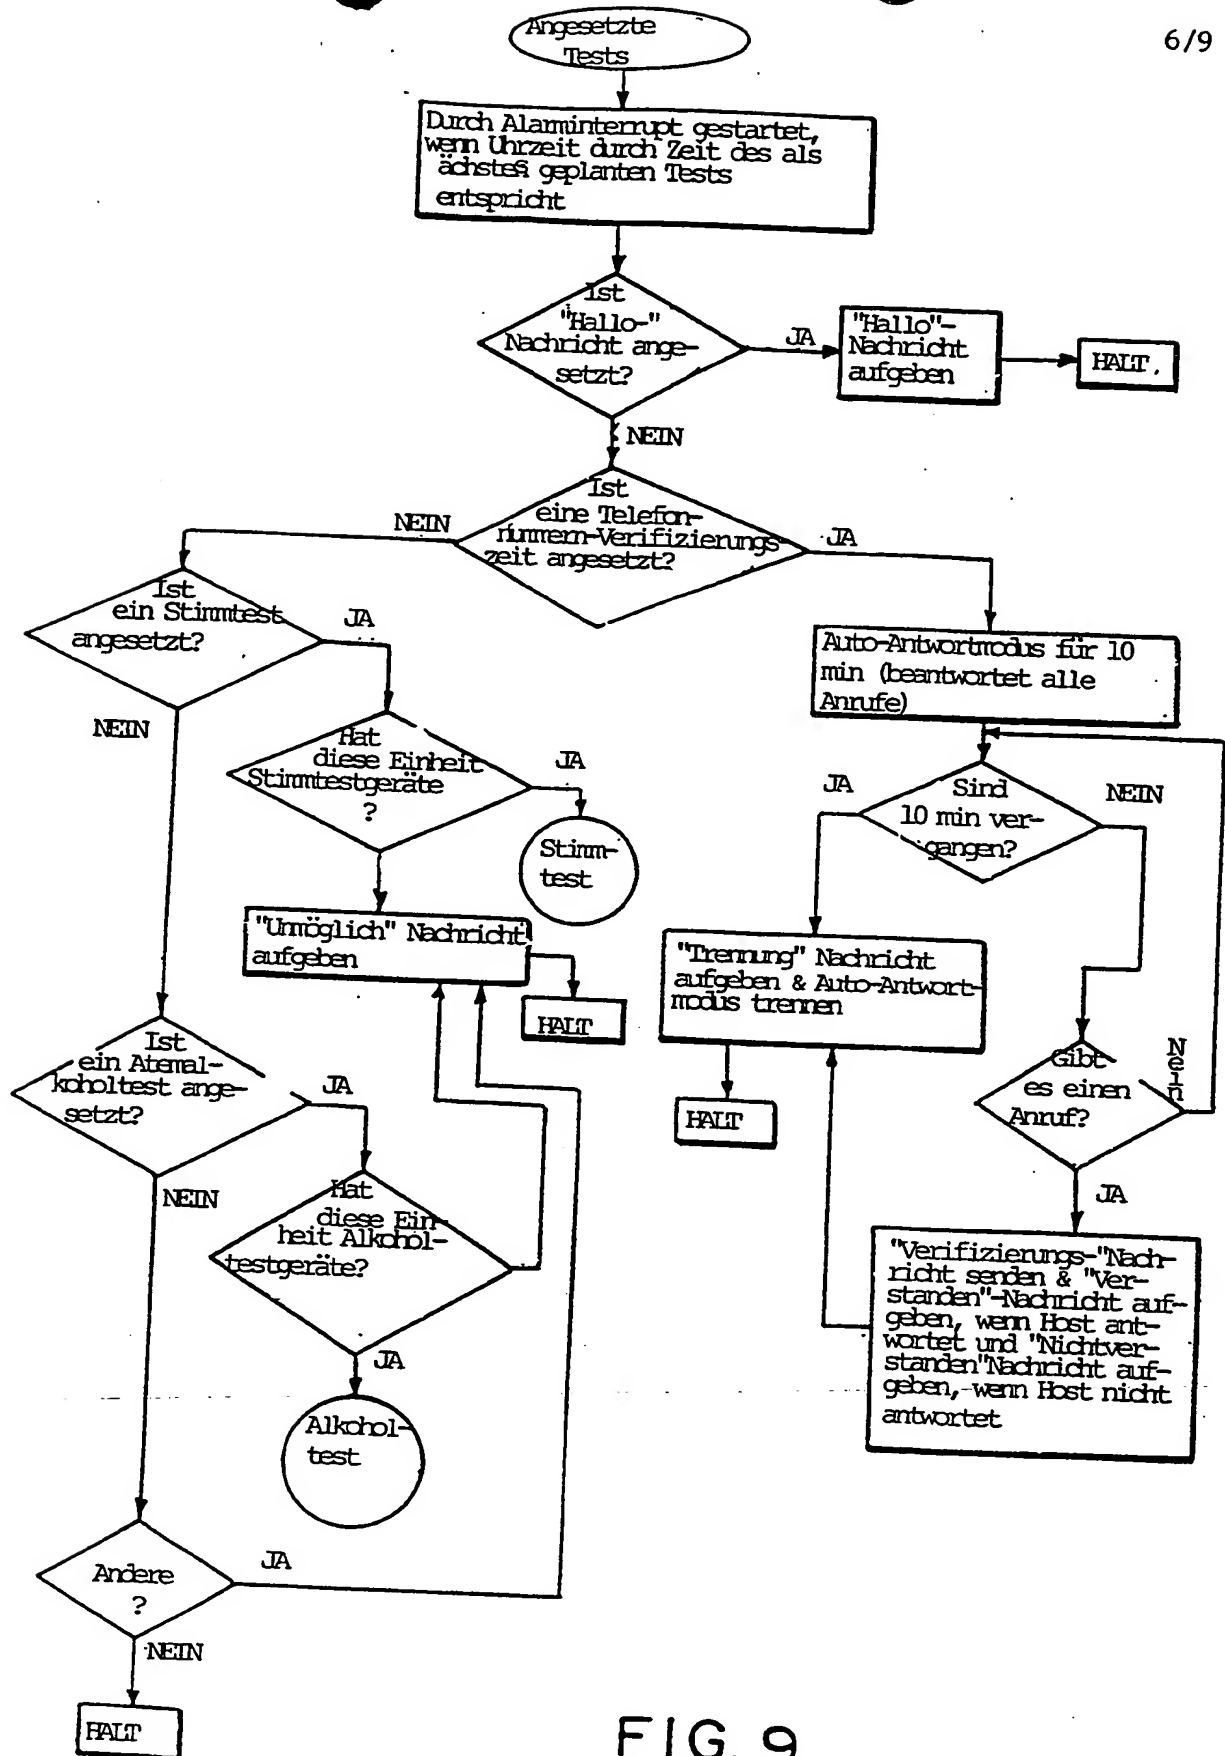 6/9
Angesetzte
Tests
Durch Alarminterrupt gestartet,
wenn Uhrzeit durch Zeit des als
ächstes geplanten Tests
entspricht
Ist
"Hallo-"
Nachricht ange-
setzt?
JA
"Hallo"-
Nachricht
aufgeben
HALT.
NEIN
Ist
eine Telefon-
nummern-Verifizierungs-
zeit angesetzt?
NEIN
JA
Ist
ein Stimmtest
angesetzt?
JA
NEIN
Auto-Antwortmodus für 10
min (beantwortet alle
Anrufe)
Hat
diese Einheit
Stimmtestgeräte
?
JA
Stimm-
test
Sind
10 min ver-
gangen?
JA
NEIN
"Unmöglich" Nachricht
aufgeben
HALT
"Trennung" Nachricht
aufgeben & Auto-Antwort-
modus trennen
HALT
Gibt
es einen
Anruf?
Nein
JA
Ist
ein Atemal-
koholtest ange-
setzt?
JA
NEIN
Hat
diese Ein-
heit Alkohol-
testgeräte?
JA
Alkohol-
test
"Verifizierungs-"Nach-
richt senden & "Ver-
standen"-Nachricht auf-
geben, wenn Host ant-
wortet und "Nichtver-
standen"Nachricht auf-
geben, wenn Host nicht
antwortet
Andere
?
JA
NEIN
HALT
FIG. 9